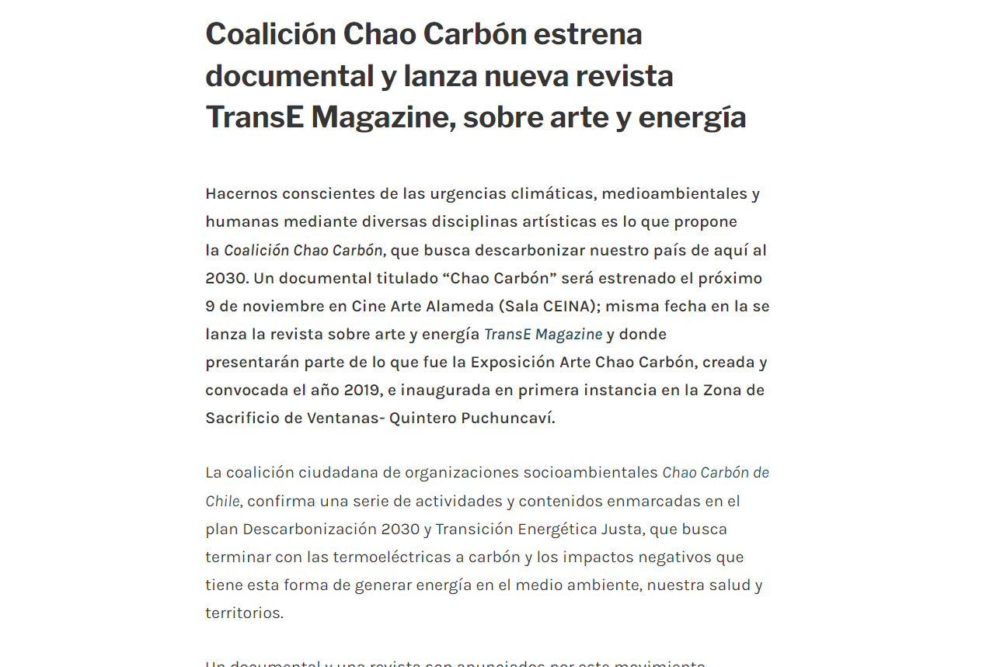 Coalición Chao Carbón estrena
documental y lanza nueva revista
TransE Magazine, sobre arte y energía
Hacernos conscientes de las urgencias climáticas, medioambientales y
humanas mediante diversas disciplinas artísticas es lo que propone
la Coalición Chao Carbón, que busca descarbonizar nuestro país de aquí al
2030. Un documental titulado “Chao Carbón” será estrenado el próximo
9 de noviembre en Cine Arte Alameda (Sala CEINA); misma fecha en la se
lanza la revista sobre arte y energía TransE Magazine y donde
presentarán parte de lo que fue la Exposición Arte Chao Carbón, creada y
convocada el año 2019, e inaugurada en primera instancia en la Zona de
Sacrificio de Ventanas- Quintero Puchuncaví.
La coalición ciudadana de organizaciones socioambientales Chao Carbón de
Chile, confirma una serie de actividades y contenidos enmarcadas en el
plan Descarbonización 2030 y Transición Energética Justa, que busca
terminar con las termoeléctricas a carbón y los impactos negativos que
tiene esta forma de generar energía en el medio ambiente, nuestra salud y
territorios.
Un documental y una revista son anunciados por este movimiento